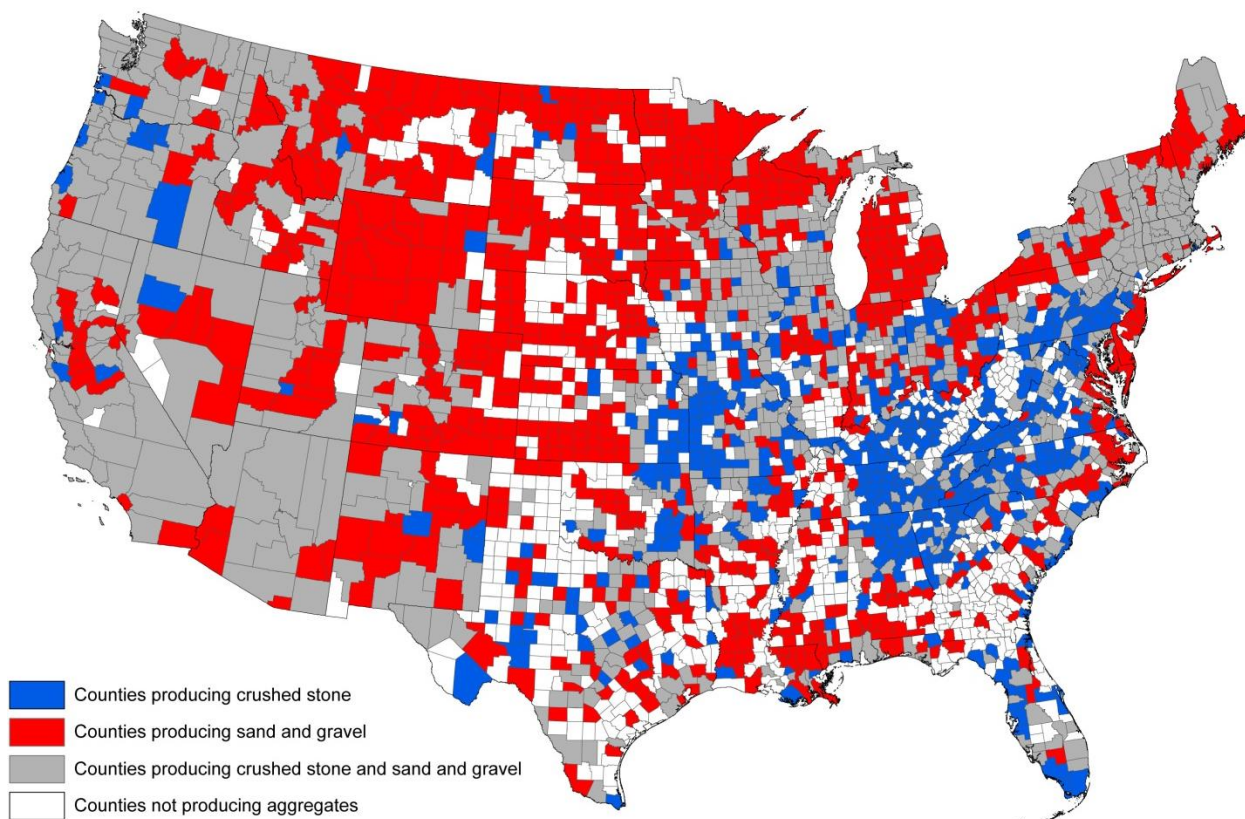 Counties producing crushed stone
Counties producing sand and gravel
Counties producing crushed stone and sand and gravel
Counties not producing aggregates